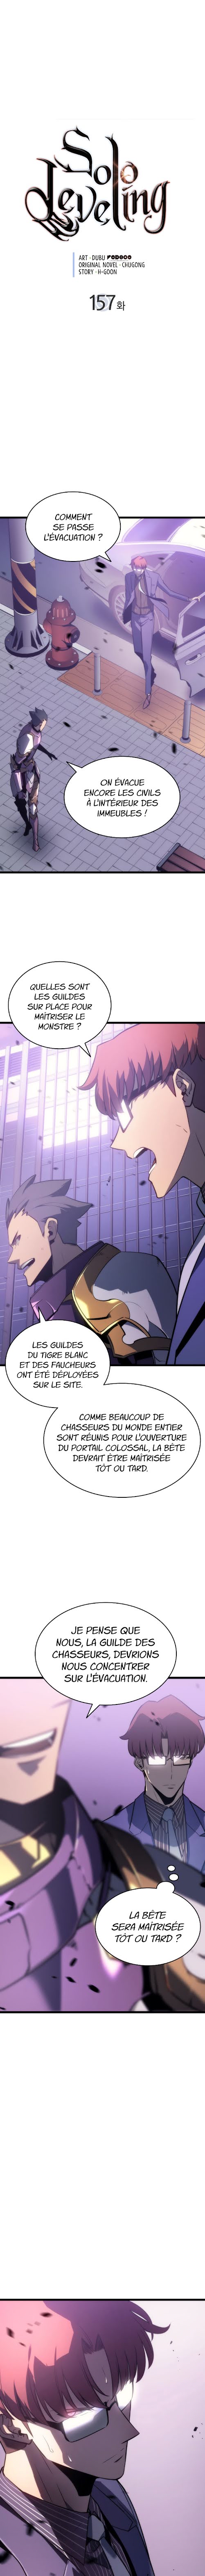 Solo
Leveling
ART · DUBU
ORIGINAL NOVEL · CHUGONG
STORY · H-GOON
157화
COMMENT
SE PASSE
L'ÉVACUATION ?
ON ÉVACUE
ENCORE LES CIVILS
À L'INTÉRIEUR DES
IMMEUBLES !
QUELLES SONT
LES GUILDES
SUR PLACE POUR
MAÎTRISER LE
MONSTRE ?
LES GUILDES
DU TIGRE BLANC
ET DES FAUCHEURS
ONT ÉTÉ DÉPLOYÉES
SUR LE SITE.
COMME BEAUCOUP DE
CHASSEURS DU MONDE ENTIER
SONT RÉUNIS POUR L'OUVERTURE
DU PORTAIL COLOSSAL, LA BÊTE
DEVRAIT ÊTRE MAÎTRISÉE
TÔT OU TARD.
JE PENSE QUE
NOUS, LA GUILDE DES
CHASSEURS, DEVRIONS
NOUS CONCENTRER
SUR L'ÉVACUATION.
LA BÊTE
SERA MAÎTRISÉE
TÔT OU TARD ?